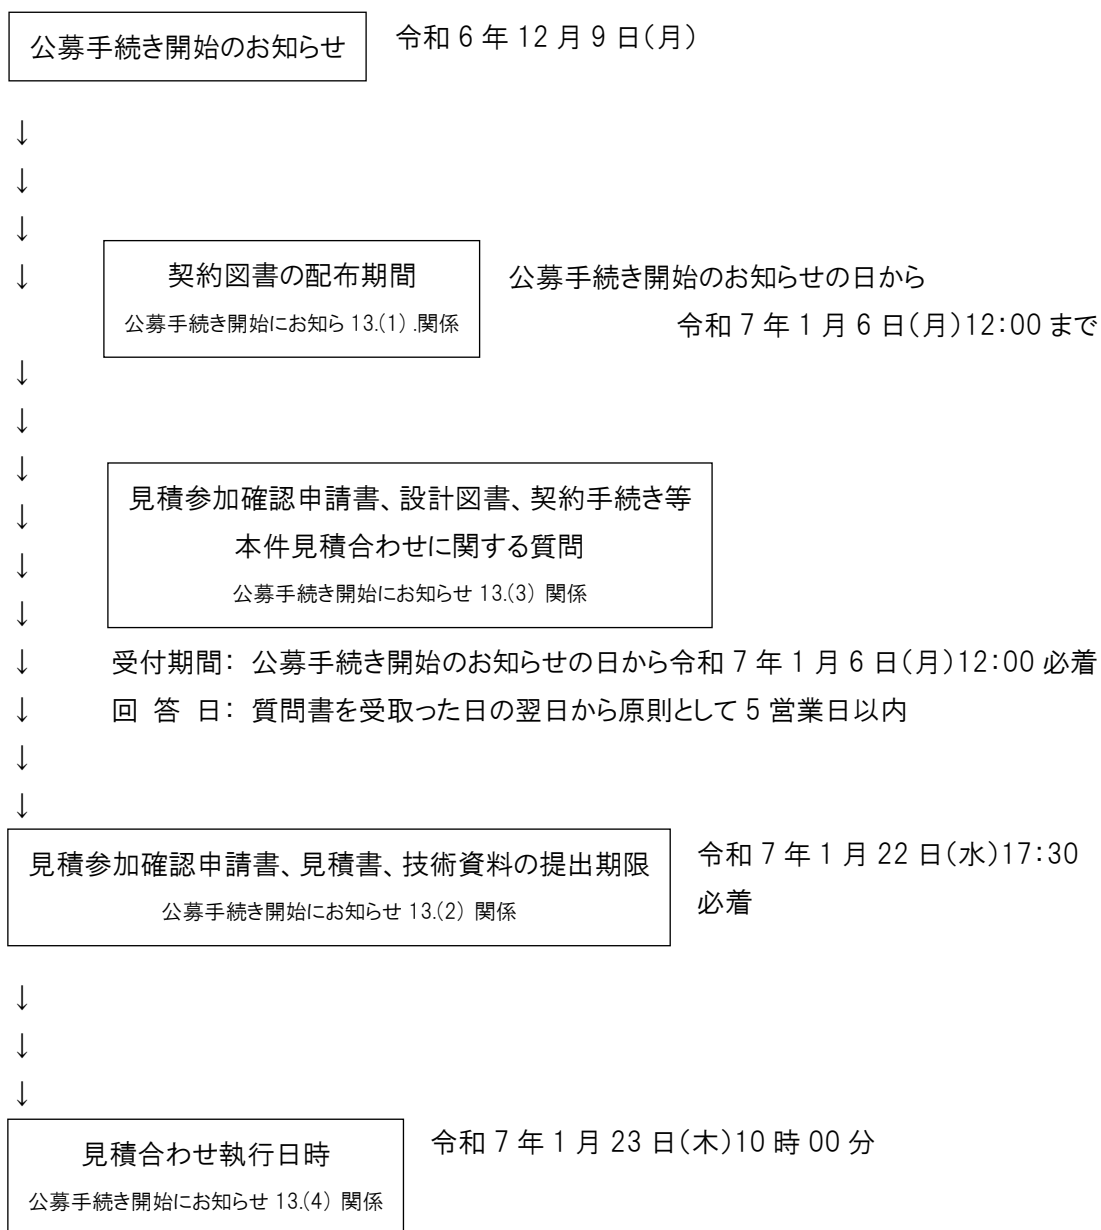 公募手続き開始のお知らせ 令和 6 年 12 月 9 日(月)
↓
↓
↓
↓
契約図書の配布期間 公募手続き開始のお知らせの日から
公募手続き開始にお知ら 13.(1) .関係 令和 7 年 1 月 6 日(月)12:00 まで
↓
↓
↓
↓
↓
↓
見積参加確認申請書、設計図書、契約手続き等
本件見積合わせに関する質問
公募手続き開始にお知らせ 13.(3) 関係
↓ 受付期間: 公募手続き開始のお知らせの日から令和 7 年 1 月 6 日(月)12:00 必着
↓ 回 答 日: 質問書を受取った日の翌日から原則として 5 営業日以内
↓
↓
見積参加確認申請書、見積書、技術資料の提出期限 令和 7 年 1 月 22 日(水)17:30
公募手続き開始にお知らせ 13.(2) 関係 必着
↓
↓
↓
見積合わせ執行日時 令和 7 年 1 月 23 日(木)10 時 00 分
公募手続き開始にお知らせ 13.(4) 関係